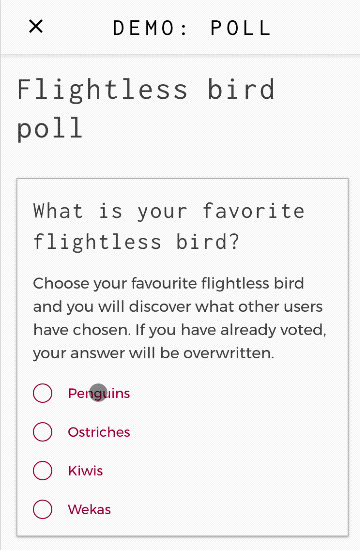 DEMO: POLL
Flightless bird
poll
What is your favorite
flightless bird?
Choose your favourite flightless bird
and you will discover what other users
have chosen. If you have already voted,
your answer will be overwritten.
Penguins
Ostriches
Kiwis
Wekas